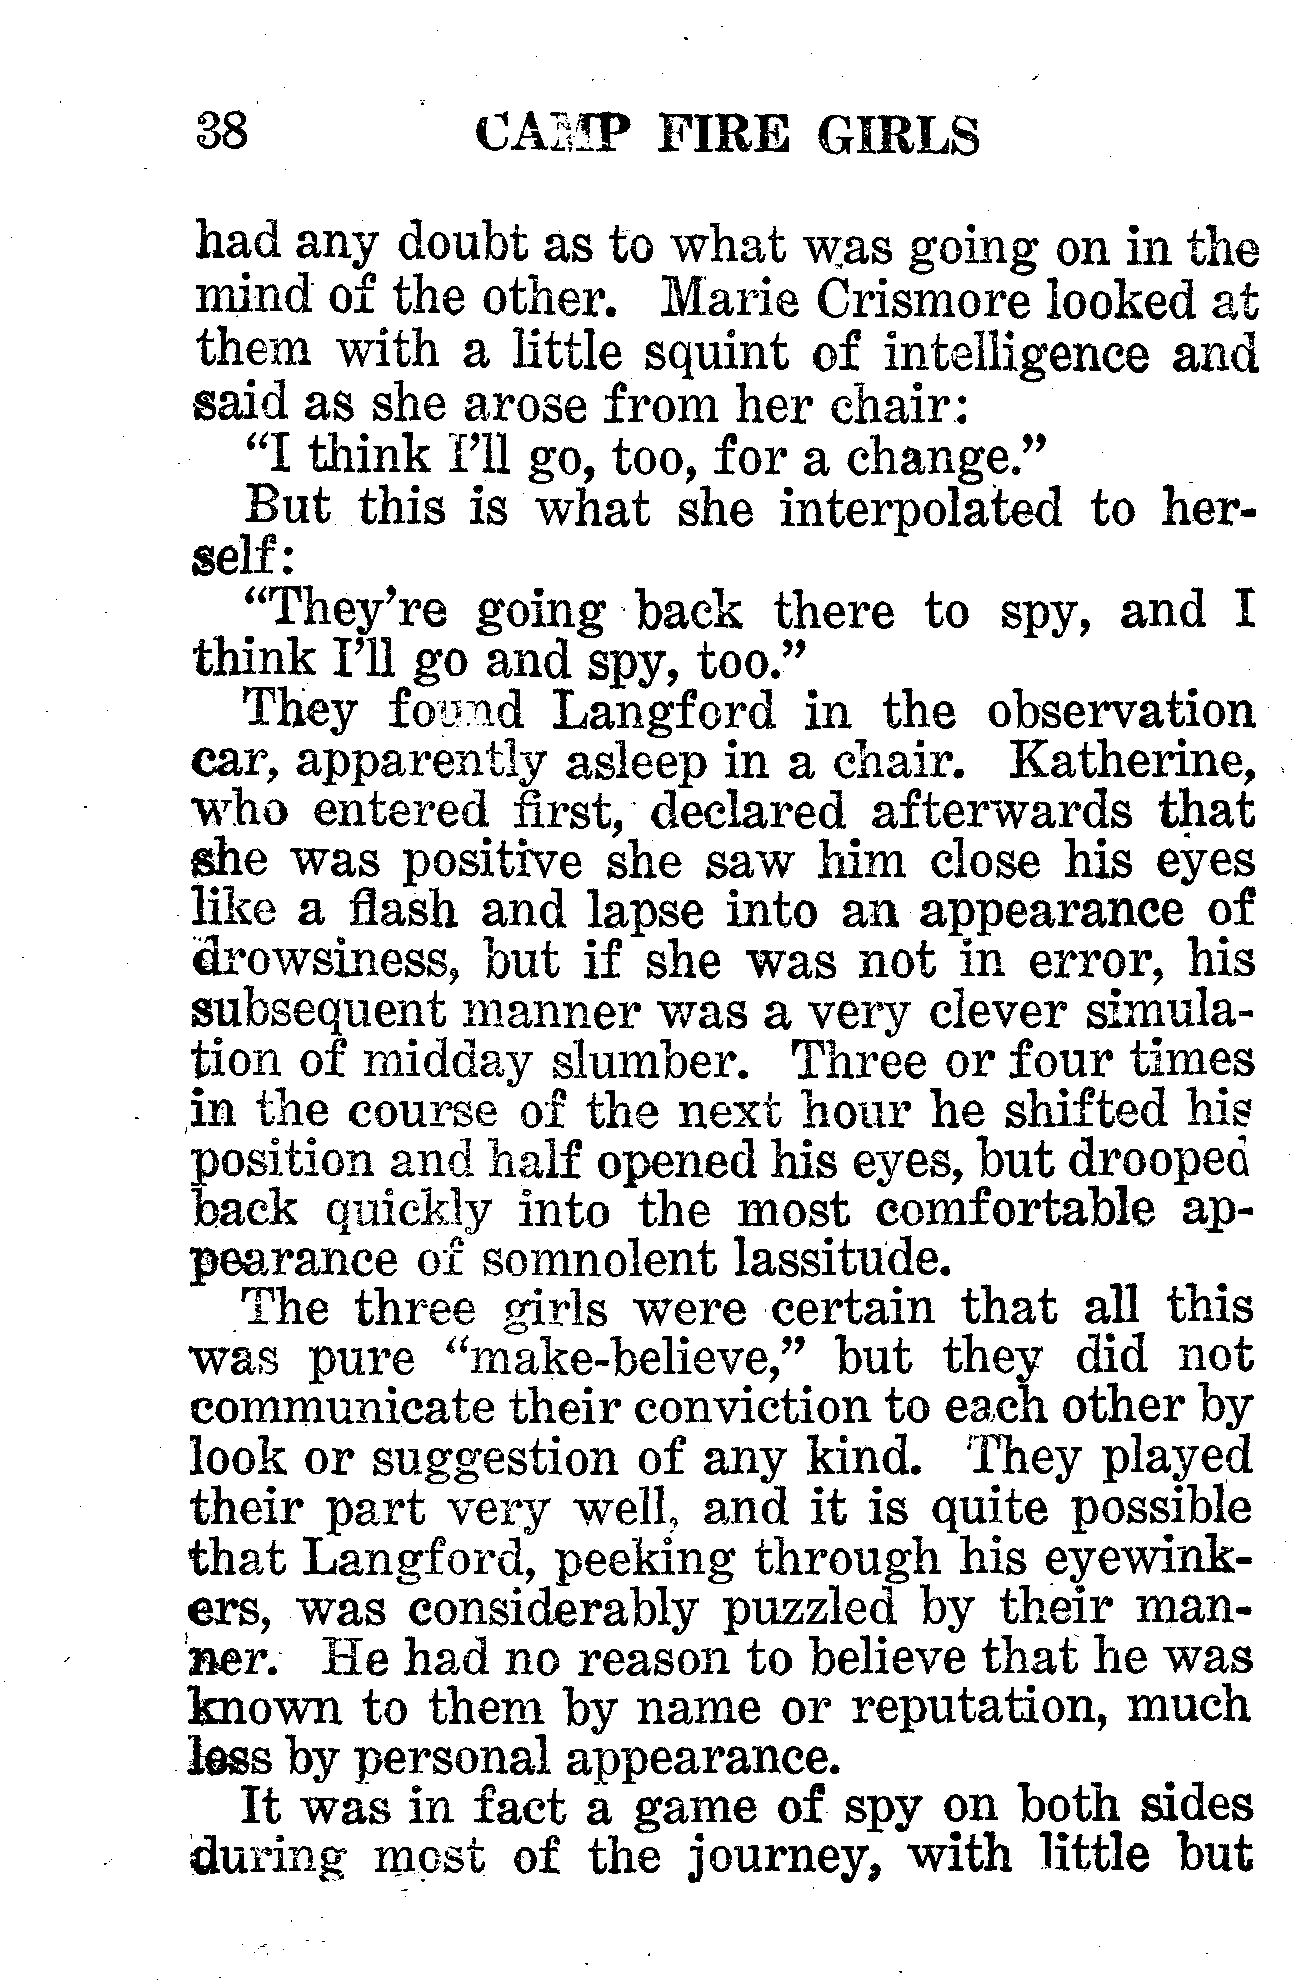 38 CAMP FIRE GIRLS
had any doubt as to what was going on in the
mind of the other. Marie Crismore looked at
them with a little squint of intelligence and
said as she arose from her chair:
“I think I’ll go, too, for a change.”
But this is what she interpolated to her-
self:
“They’re going back there to spy, and I
think I’ll go and spy, too.”
They found Langford in the observation
car, apparently asleep in a chair. Katherine,
who entered first, declared afterwards that
she was positive she saw him close his eyes
like a flash and lapse into an appearance of
drowsiness, but if she was not in error, his
subsequent manner was a very clever simula-
tion of midday slumber. Three or four times
in the course of the next hour he shifted his
position and half opened his eyes, but drooped
back quickly into the most comfortable ap-
pearance of somnolent lassitude.
The three girls were certain that all this
was pure “make-believe,” but they did not
communicate their conviction to each other by
look or suggestion of any kind. They played
their part very well, and it is quite possible
that Langford, peeking through his eyewink-
ers, was considerably puzzled by their man-
ner. He had no reason to believe that he was
known to them by name or reputation, much
less by personal appearance.
It was in fact a game of spy on both sides
during most of the journey, with little but